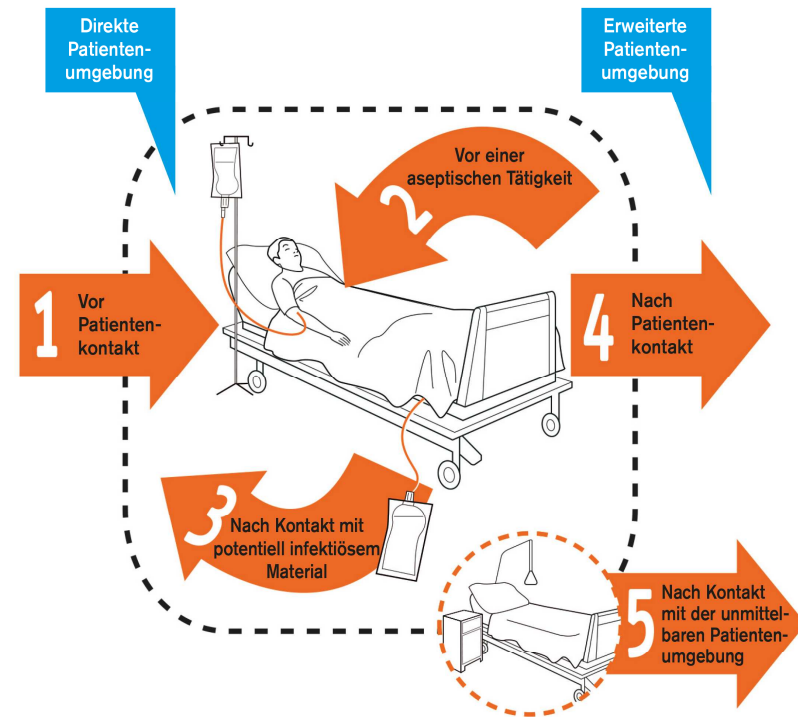 Direkte
Patienten-
umgebung
Erweiterte
Patienten-
umgebung
1
Vor
Patienten-
kontakt
2
Vor einer
aseptischen Tätigkeit
3
Nach Kontakt mit
potentiell infektiösem
Material
4
Nach
Patienten-
kontakt
5
Nach Kontakt
mit der unmittel-
baren Patienten-
umgebung